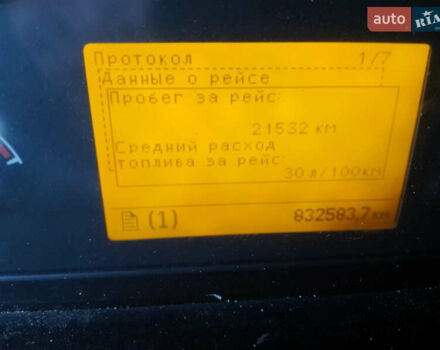 auto RIA
Протокол 1/7
Данные о рейсе
Пробег за рейс:
21532 км
Средний расход
топлива за рейс:
30 л/100км
(1) 832583,7 км